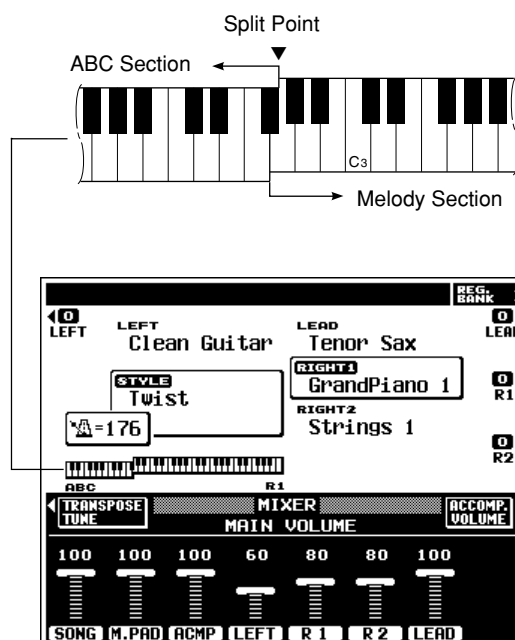 Split Point
ABC Section
C3
Melody Section
REG. BANK
0 LEFT
LEFT
Clean Guitar
LEAD
Tenor Sax
0
STYLE
Twist
RIGHT1
GrandPiano 1
0 R1
=176
RIGHT2
Strings 1
0 R2
ABC
R1
TRANSPOSE TUNE
MIXER
MAIN VOLUME
ACCOMP. VOLUME
100 100 100 60 80 80 100
SONG M.PAD ACMP LEFT R 1 R 2 LEAD